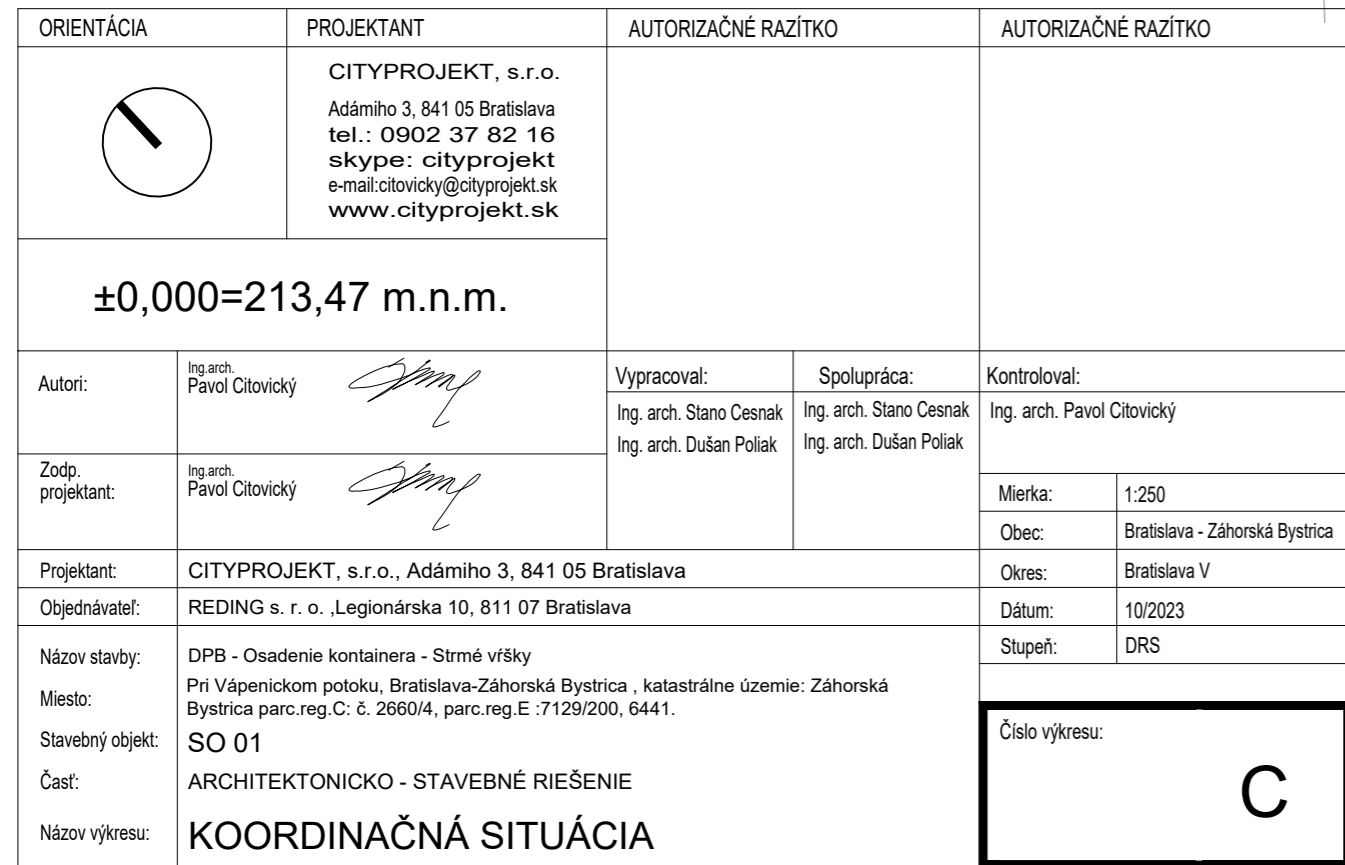 ORIENTÁCIA
PROJEKTANT
AUTORIZAČNÉ RAZÍTKO
AUTORIZAČNÉ RAZÍTKO
CITYPROJEKT, s.r.o.
Adámiho 3, 841 05 Bratislava
tel.: 0902 37 82 16
skype: cityprojekt
e-mail:citovicky@cityprojekt.sk
www.cityprojekt.sk
±0,000=213,47 m.n.m.
Autori:
Ing.arch.
Pavol Citovický
Zodp.
projektant:
Ing.arch.
Pavol Citovický
Vypracoval:
Ing. arch. Stano Cesnak
Ing. arch. Dušan Poliak
Spolupráca:
Ing. arch. Stano Cesnak
Ing. arch. Dušan Poliak
Kontroloval:
Ing. arch. Pavol Citovický
Mierka: 1:250
Obec: Bratislava - Záhorská Bystrica
Okres: Bratislava V
Dátum: 10/2023
Stupeň: DRS
Projektant: CITYPROJEKT, s.r.o., Adámiho 3, 841 05 Bratislava
Objednávateľ: REDING s. r. o. ,Legionárska 10, 811 07 Bratislava
Názov stavby: DPB - Osadenie kontainera - Strmé vŕšky
Miesto: Pri Vápenickom potoku, Bratislava-Záhorská Bystrica , katastrálne územie: Záhorská
Bystrica parc.reg.C: č. 2660/4, parc.reg.E :7129/200, 6441.
Stavebný objekt: SO 01
Časť: ARCHITEKTONICKO - STAVEBNÉ RIEŠENIE
Názov výkresu: KOORDINAČNÁ SITUÁCIA
Číslo výkresu:
C